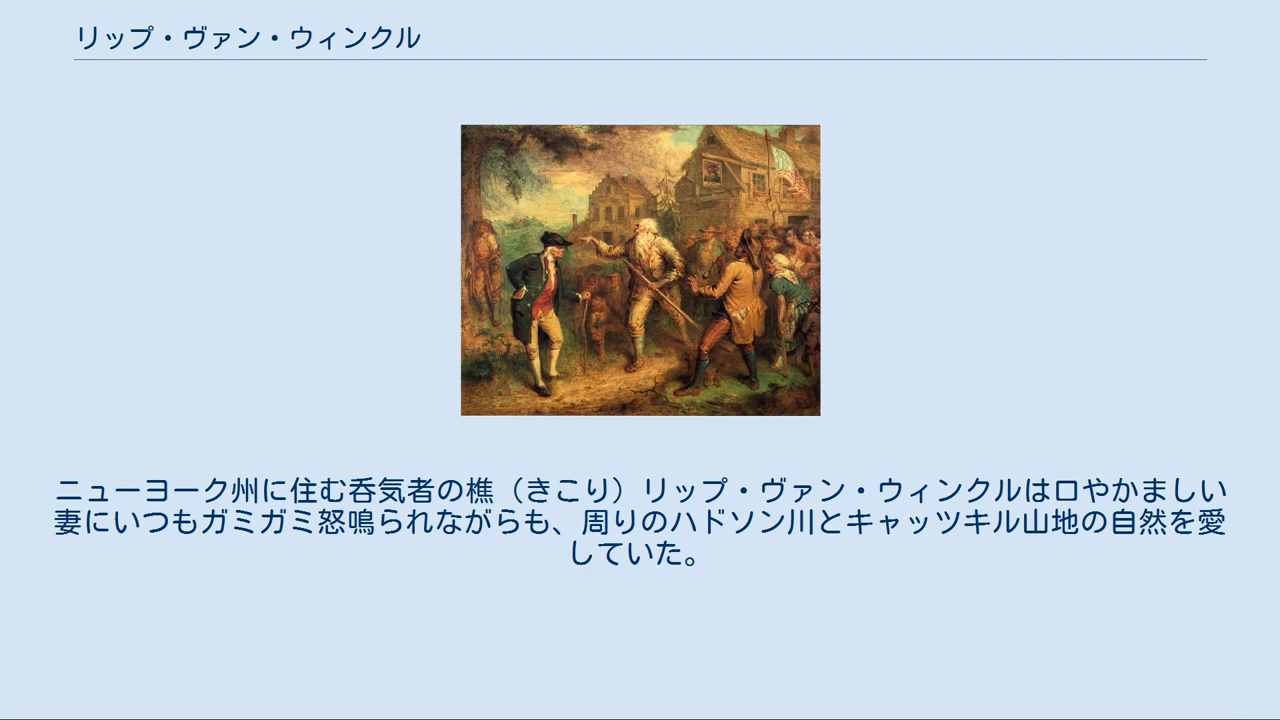 リップ・ヴァン・ウィンクル
ニューヨーク州に住む呑気者の樵（きこり）リップ・ヴァン・ウィンクルは口やかましい
妻にいつもガミガミ怒鳴られながらも、周りのハドソン川とキャッツキル山地の自然を愛
していた。